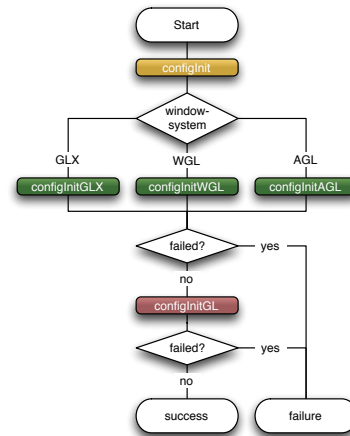 Start
configInit
window-
system
GLX
WGL
AGL
configInitGLX
configInitWGL
configInitAGL
failed?
yes
no
configInitGL
failed?
yes
no
success
failure